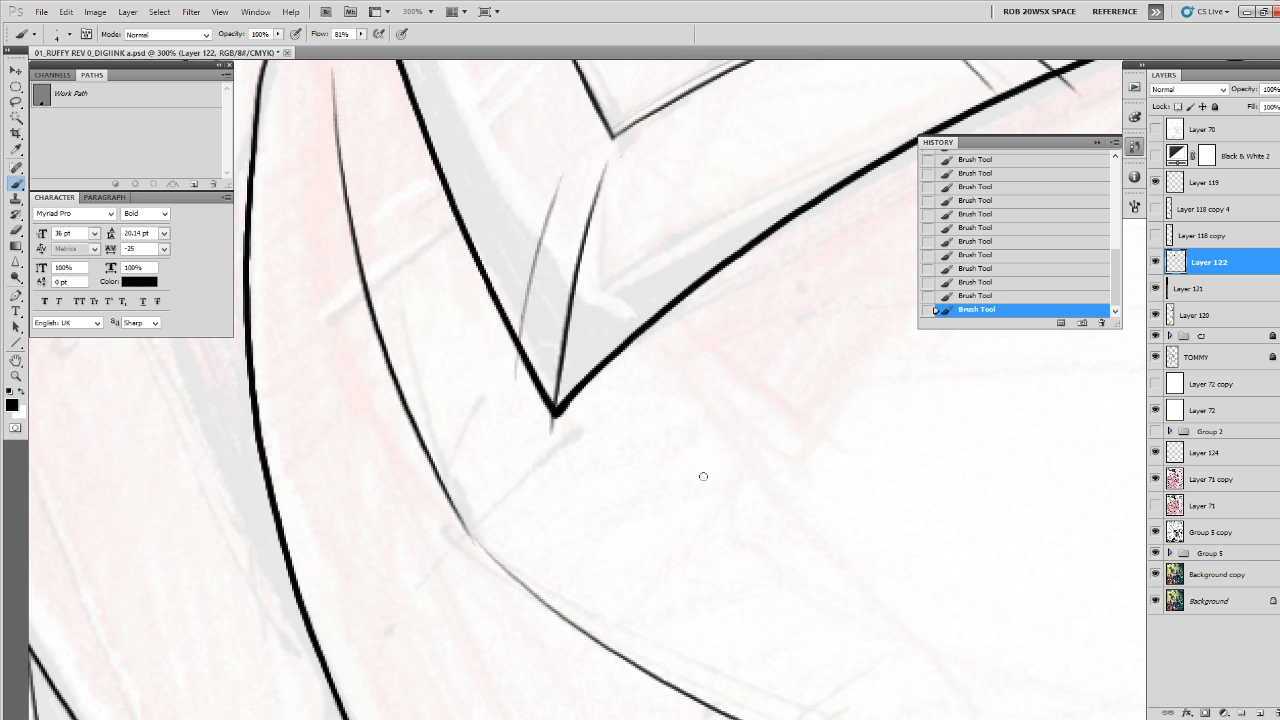 Ps File Edit Image Layer Select Filter View Window Help Br Mb 300% ROB 20WSX SPACE REFERENCE CS Live
4 Mode: Normal Opacity: 100% Flow: 81%
01_RUFFY REV 0_DIGIINK a.psd @ 300% (Layer 122, RGB/8#/CMYK) *
CHANNELS PATHS
Work Path
CHARACTER PARAGRAPH
Myriad Pro Bold
36 pt 20.14 pt
Metrics -25
100% 100%
0 pt Color:
English: UK aa Sharp
HISTORY
Brush Tool
Brush Tool
Brush Tool
Brush Tool
Brush Tool
Brush Tool
Brush Tool
Brush Tool
Brush Tool
Brush Tool
Brush Tool
Brush Tool
LAYERS
Normal Opacity: 100%
Lock: Fill: 100%
Layer 70
Black & White 2
Layer 119
Layer 118 copy 4
Layer 118 copy
Layer 122
Layer 121
Layer 120
TOMMY
Layer 72 copy
Layer 72
Group 2
Layer 124
Layer 71 copy
Layer 71
Group 5 copy
Group 5
Background copy
Background